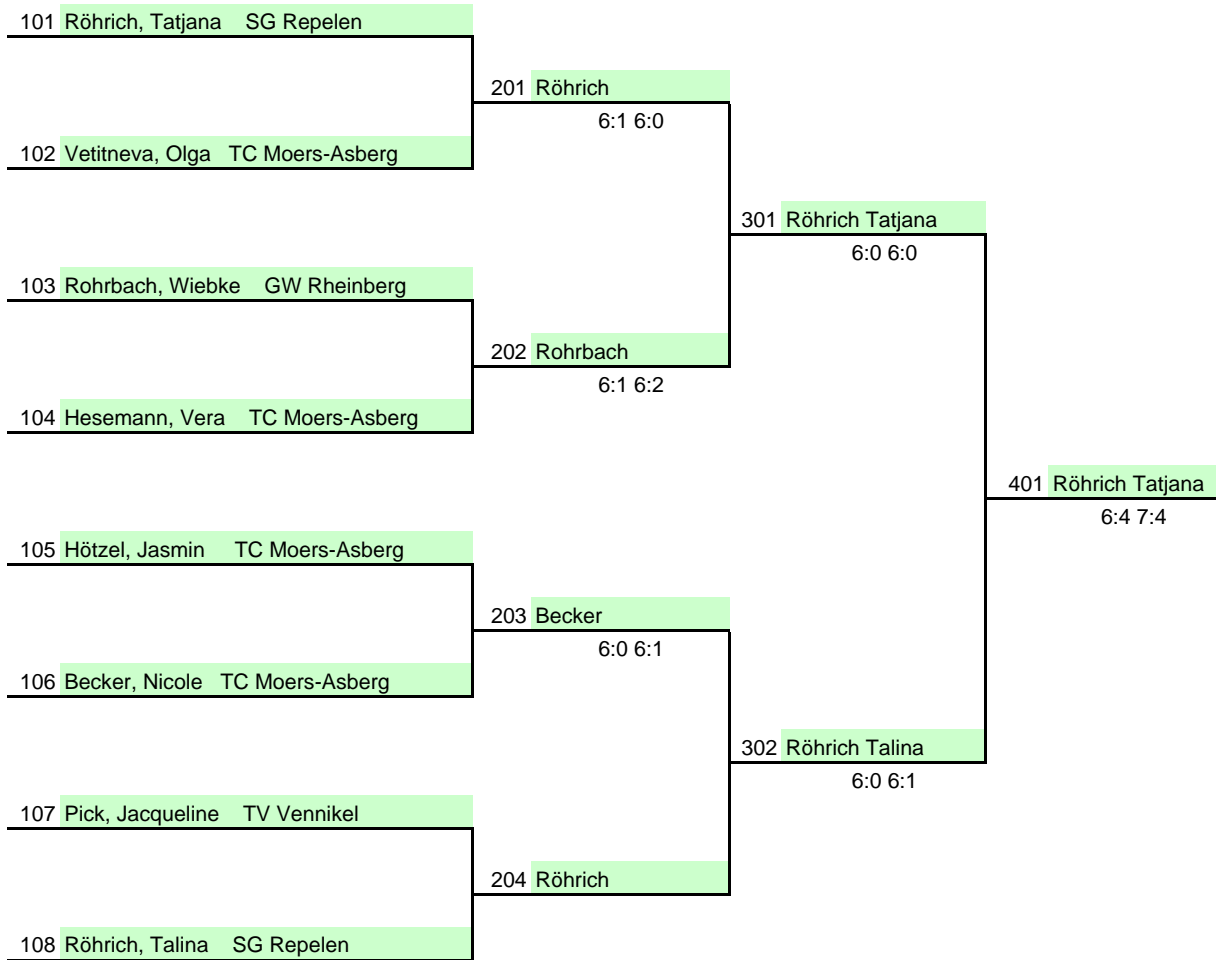 101 Röhrich, Tatjana SG Repelen
201 Röhrich
6:1 6:0
102 Vetitneva, Olga TC Moers-Asberg
301 Röhrich Tatjana
6:0 6:0
103 Rohrbach, Wiebke GW Rheinberg
202 Rohrbach
6:1 6:2
104 Hesemann, Vera TC Moers-Asberg
401 Röhrich Tatjana
6:4 7:4
105 Hötzel, Jasmin TC Moers-Asberg
203 Becker
6:0 6:1
106 Becker, Nicole TC Moers-Asberg
302 Röhrich Talina
6:0 6:1
107 Pick, Jacqueline TV Vennikel
204 Röhrich
108 Röhrich, Talina SG Repelen